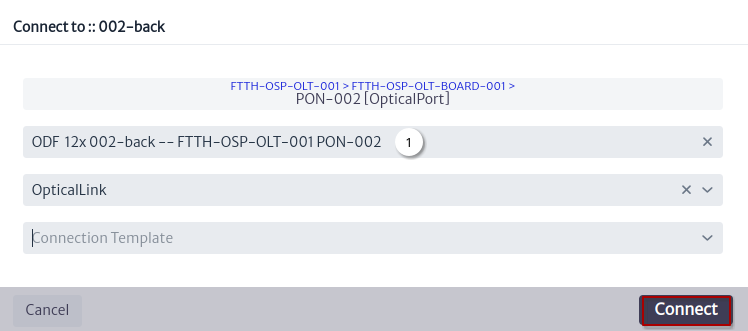 Connect to :: 002-back
FTTH-OSP-OLT-001 > FTTH-OSP-OLT-BOARD-001 >
PON-002 [OpticalPort]
ODF 12x 002-back -- FTTH-OSP-OLT-001 PON-002 1
OpticalLink
Connection Template
Cancel Connect